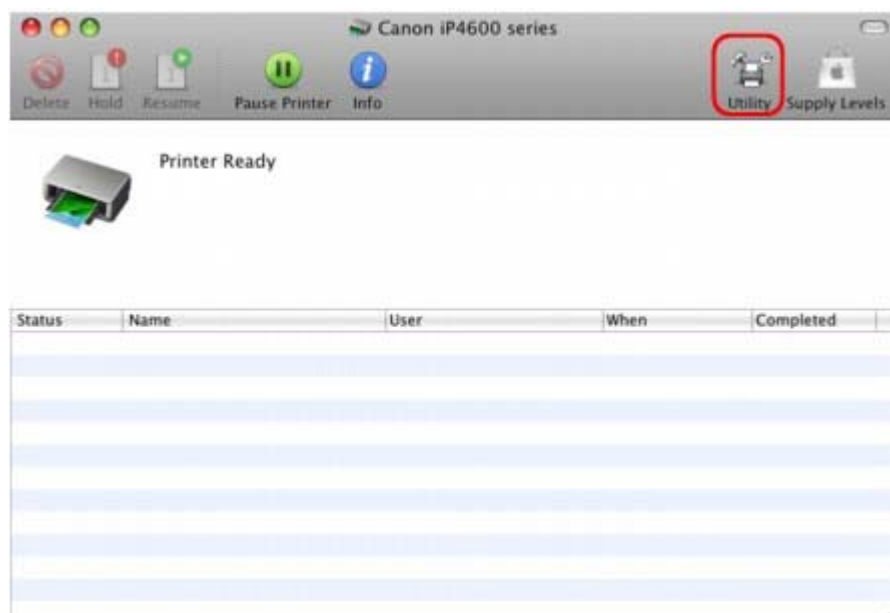 Canon iP4600 series
Delete Hold Resume Pause Printer Info Utility Supply Levels
Printer Ready
Status Name User When Completed